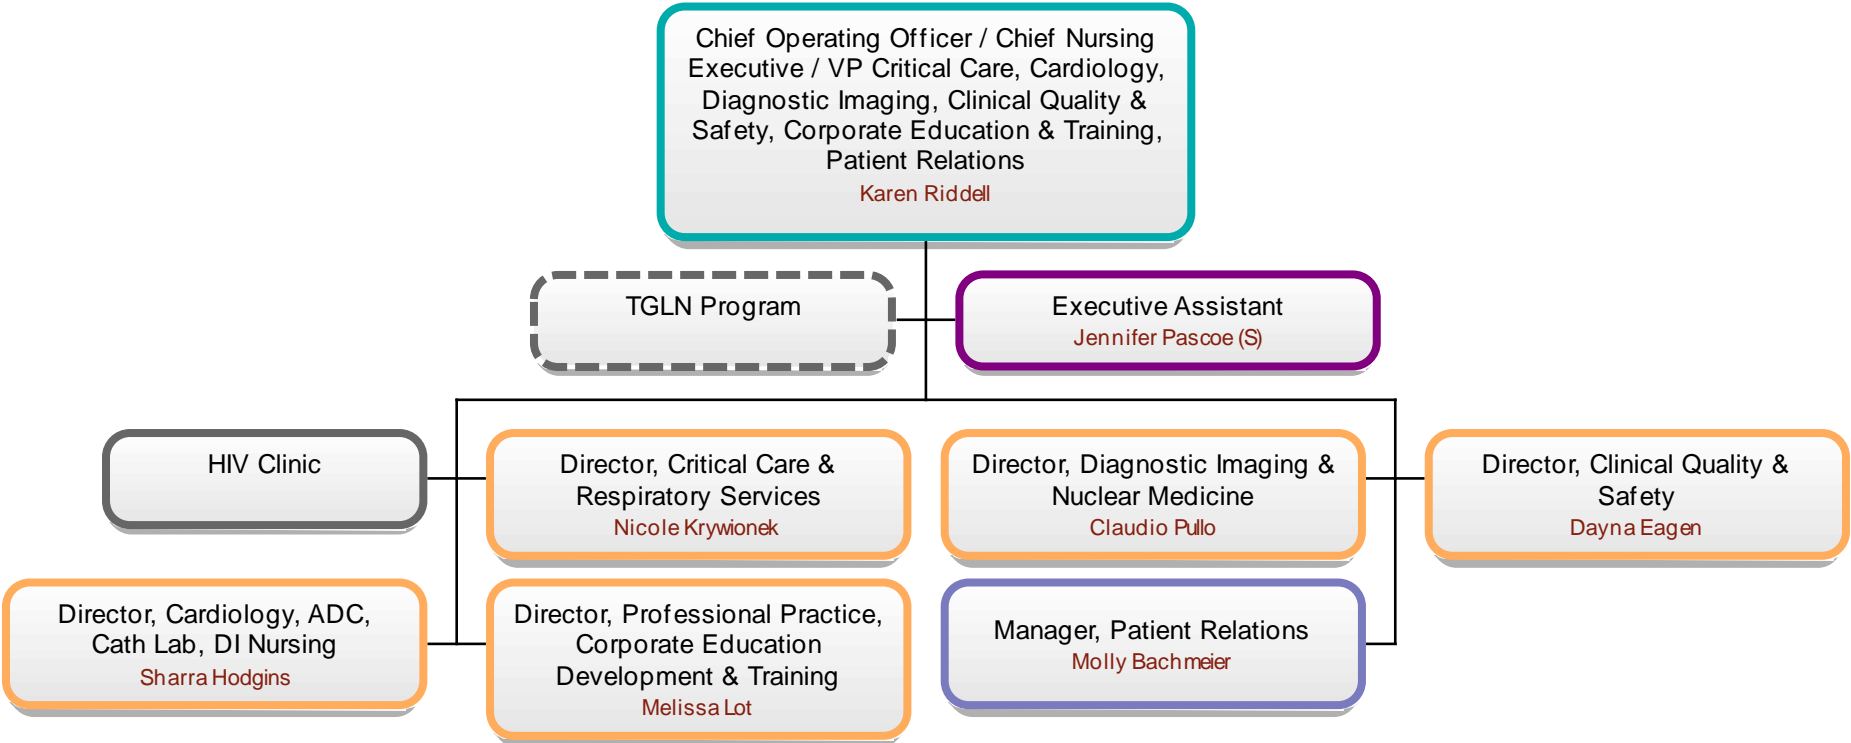 Chief Operating Officer / Chief Nursing
Executive / VP Critical Care, Cardiology,
Diagnostic Imaging, Clinical Quality &
Safety, Corporate Education & Training,
Patient Relations
Karen Riddell
TGLN Program
Executive Assistant
Jennifer Pascoe (S)
HIV Clinic
Director, Critical Care &
Respiratory Services
Nicole Krywionek
Director, Diagnostic Imaging &
Nuclear Medicine
Claudio Pullo
Director, Clinical Quality &
Safety
Dayna Eagen
Director, Cardiology, ADC,
Cath Lab, DI Nursing
Sharra Hodgins
Director, Professional Practice,
Corporate Education
Development & Training
Melissa Lot
Manager, Patient Relations
Molly Bachmeier